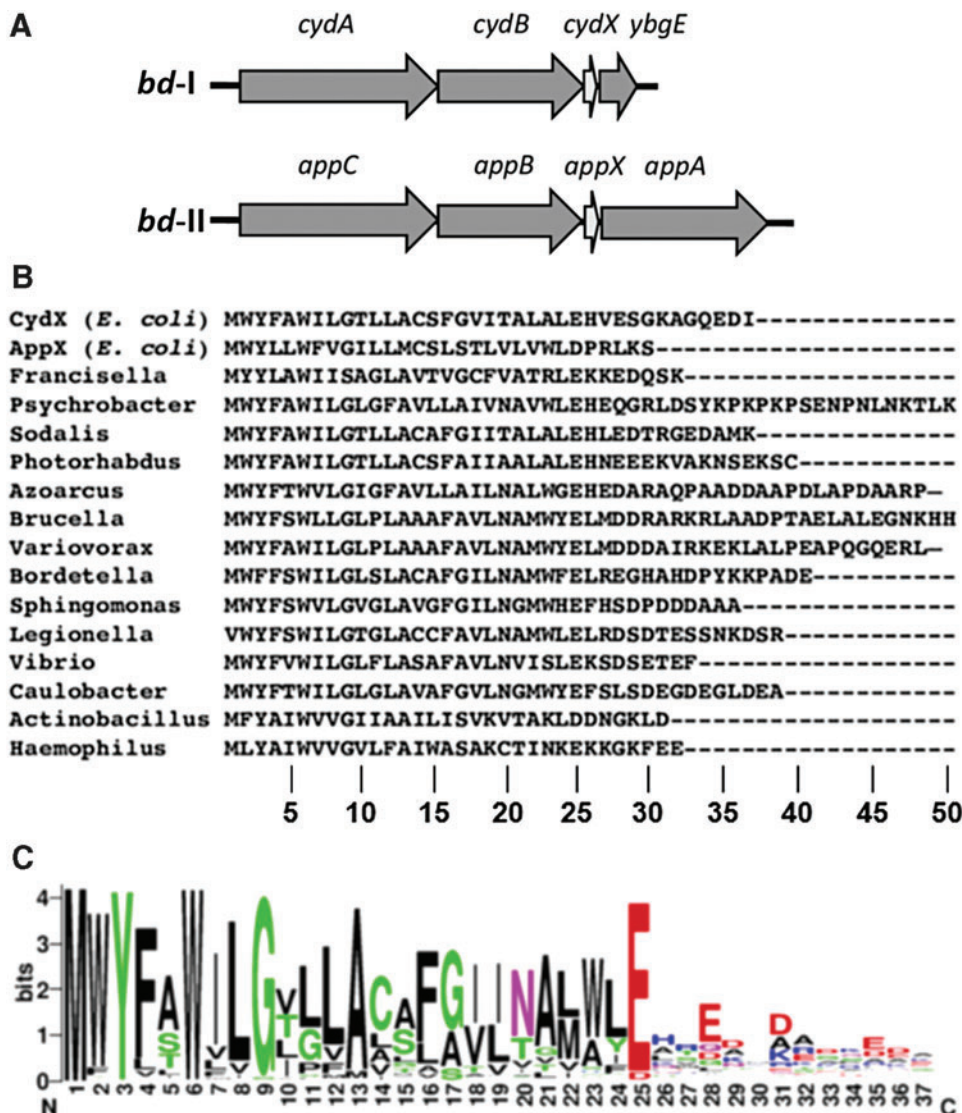 A
cydA cydB cydX ybgE
bd-I
appC appB appX appA
bd-II
B
CydX (E. coli) MWYFAWILGTLLACSFGVITALALEHVESGKAGQEDI--------------
AppX (E. coli) MWYLLWFVGILLMCSLSTLVLVWLDPRLKS---------------------
Francisella MYYLAWIISAGLAVTVGCFVATRLEKKEDQSK-------------------
Psychrobacter MWYFAWILGLGFAVLLAIVNAVWLEHEQGRLDSYKPKPKPSENPNLNKTLK
Sodalis MWYFAWILGTLLACAFGIITALALEHLEDTRGEDAMK--------------
Photorhabdus MWYFAWILGTLLACSFAIIAALALEHNEEEKVAKNSEKSC-----------
Azoarcus MWYFTWVLGIGFAVLLAILNALWGEHEDARAQPAADDAAPDLAPDAARP–
Brucella MWYFSWLLGLPLAAAFAVLNAMWYELMDDRARKRLAADPTAELALEGNKHH
Variovorax MWYFAWILGLPLAAAFAVLNAMWYELMDDDAIRKEKLALPEAPQGQERL–
Bordetella MWFFSWILGLSLACAFGILNAMWFELREGHAHDPYKKPADE----------
Sphingomonas MWYFSWVLGVGLAVGFGILNGMWHEFHSDPDDDAAA---------------
Legionella VWYFSWILGTGLACCFAVLNAMWLELRDSDTESSNKDSR------------
Vibrio MWYFVWILGLFLASAFAVLNVISLEKSDSETEF------------------
Caulobacter MWYFTWILGLGLAVAFGVLNGMWYEFSLSDEGDEGLDEA------------
Actinobacillus MFYAIWVVGIIAAILISVKVTAKLDDNGKLD--------------------
Haemophilus MLYAIWVVGVLFAIWASAKCTINKEKKGKFEE-------------------
5 10 15 20 25 30 35 40 45 50
C
bits
4
3
2
1
0
1 2 3 4 5 6 7 8 9 10 11 12 13 14 15 16 17 18 19 20 21 22 23 24 25 26 27 28 29 30 31 32 33 34 35 36 37
N C